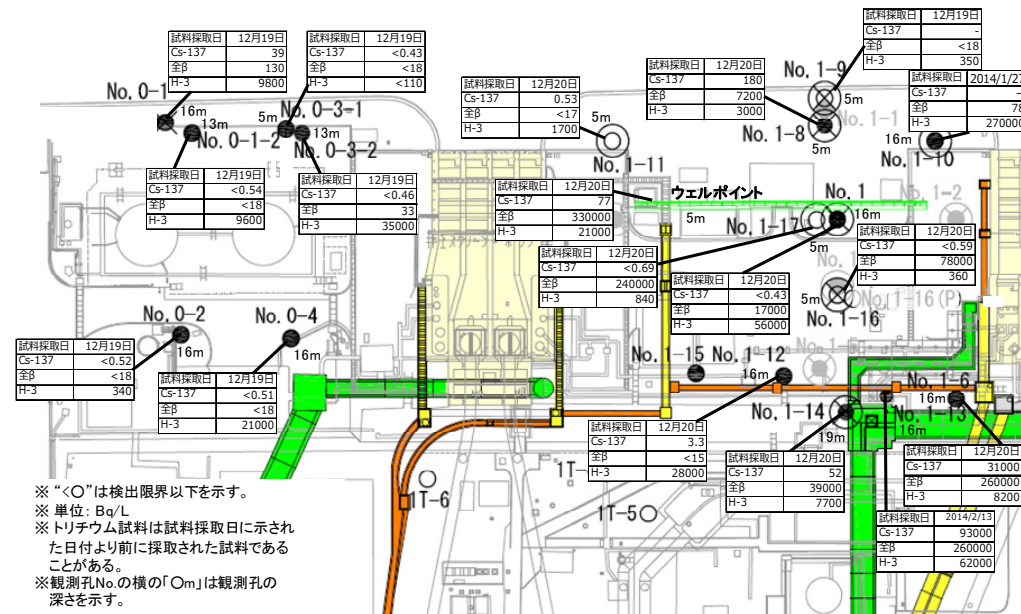 試料採取日 12月19日
Cs-137 39
全β 130
H-3 9800
試料採取日 12月19日
Cs-137 <0.43
全β <18
H-3 <110
試料採取日 12月20日
Cs-137 0.53
全β <17
H-3 1700
試料採取日 12月20日
Cs-137 180
全β 7200
H-3 3000
試料採取日 12月19日
Cs-137 -
全β <18
H-3 350
試料採取日
Cs-137 -
全β 78
H-3 270000
No. 0-1
16m
13m
No. 0-1-2
No. 0-3-1
5m
13m
No. 0-3-2
No. 1-11
No. 1-9
5m
No. 1-8
5m
No. 1-10
16m
試料採取日 12月19日
Cs-137 <0.54
全β <18
H-3 9600
試料採取日 12月19日
Cs-137 <0.46
全β 33
H-3 35000
試料採取日 12月20日
Cs-137 77
全β 330000
H-3 21000
ウェルポイント
5m
No. 1
16m
No. 1-2
No. 1-17
5m
試料採取日 12月20日
Cs-137 <0.69
全β 240000
H-3 840
試料採取日 12月20日
Cs-137 <0.43
全β 17000
H-3 56000
試料採取日 12月20日
Cs-137 <0.59
全β 78000
H-3 360
5m
No. 1-16(P)
No. 1-16
No. 0-2
16m
No. 0-4
16m
試料採取日 12月19日
Cs-137 <0.52
全β <18
H-3 340
試料採取日 12月19日
Cs-137 <0.51
全β <18
H-3 21000
No. 1-15
No. 1-12
16m
No. 1-6
16m
No. 1-14
19m
No. 1-13
16m
試料採取日 12月20日
Cs-137 3.3
全β <15
H-3 28000
試料採取日 12月20日
Cs-137 52
全β 39000
H-3 7700
試料採取日 12月20日
Cs-137 31000
全β 260000
H-3 8200
試料採取日 2014/2/13
Cs-137 93000
全β 260000
H-3 62000
1T-6
1T-5
※ “<○”は検出限界以下を示す。
※ 単位: Bq/L
※ トリチウム試料は試料採取日に示され
た日付より前に採取された試料である
ことがある。
※観測孔No.の横の「○m」は観測孔の
深さを示す。